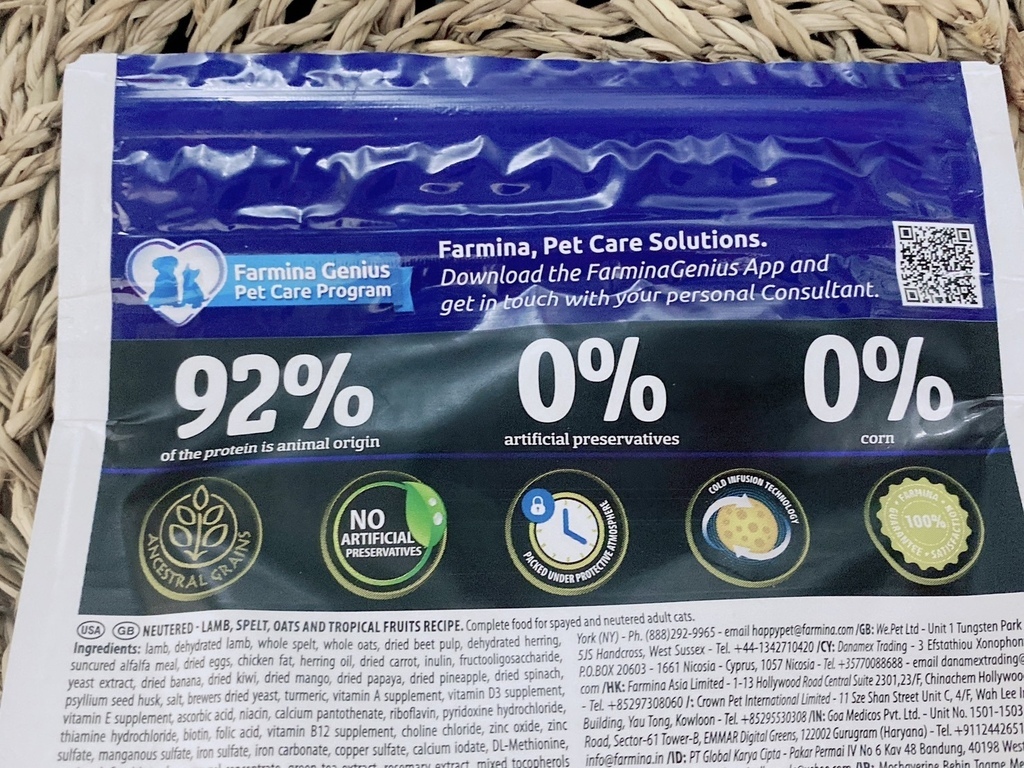 Farmina Genius
Pet Care Program
Farmina, Pet Care Solutions.
Download the FarminaGenius App and
get in touch with your personal Consultant.
92%
of the protein is animal origin
0%
artificial preservatives
0%
corn
ANCESTRAL GRAINS
NO
ARTIFICIAL
PRESERVATIVES
PACKED UNDER PROTECTIVE ATMOSPHERE
COLD INFUSION TECHNOLOGY
FARMINA
100%
GUARANTEE • SATISFACTION
USA GB NEUTERED - LAMB, SPELT, OATS AND TROPICAL FRUITS RECIPE. Complete food for spayed and neutered adult cats.
Ingredients: lamb, dehydrated lamb, whole spelt, whole oats, dried beet pulp, dehydrated herring,
suncured alfalfa meal, dried eggs, chicken fat, herring oil, dried carrot, inulin, fructooligosaccharide,
yeast extract, dried banana, dried kiwi, dried mango, dried papaya, dried pineapple, dried spinach,
psyllium seed husk, salt, brewers dried yeast, turmeric, vitamin A supplement, vitamin D3 supplement,
vitamin E supplement, ascorbic acid, niacin, calcium pantothenate, riboflavin, pyridoxine hydrochloride,
thiamine hydrochloride, biotin, folic acid, vitamin B12 supplement, choline chloride, zinc oxide, zinc
sulfate, manganous sulfate, iron sulfate, iron carbonate, copper sulfate, calcium iodate, DL-Methionine,
green tea extract, rosemary extract, mixed tocopherols
York (NY) - Ph. (888)292-9965 - email happypet@farmina.com /GB: We.Pet Ltd - Unit 1 Tungsten Park
5JS Handcross, West Sussex - Tel. +44-1342710420 /CY: Danamex Trading - 3 Efstathiou Xonophon
P.O.BOX 20603 - 1661 Nicosia - Cyprus, 1057 Nicosia - Tel. +35770088688 - email danamextrading@
com /HK: Farmina Asia Limited - 1-13 Hollywood Road Central Suite 2301,23/F, Chinachem Hollywoo
- Tel. +85297308060 /: Crown Pet International Limited - 11 Sze Shan Street Unit C, 4/F, Wah Lee In
Building, Yau Tong, Kowloon - Tel. +85295530308 /IN: Goa Medicos Pvt. Ltd - Unit No. 1501-1503
Road, Sector-61 Tower-B, EMMAR Digital Greens, 122002 Gurugram (Haryana) - Tel. +9112442651
info@farmina.in /ID: PT Global Karya Cipta - Pakar Permai IV No 6 Kav 48 Bandung, 40198 West